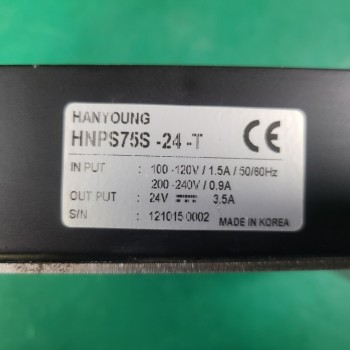 HANYOUNG
HNPS75S -24 -T
CE
IN PUT : 100 -120V / 1.5A / 50/60Hz
200 -240V / 0.9A
OUT PUT : 24V ⎓ 3.5A
S/N : 121015 0002
MADE IN KOREA